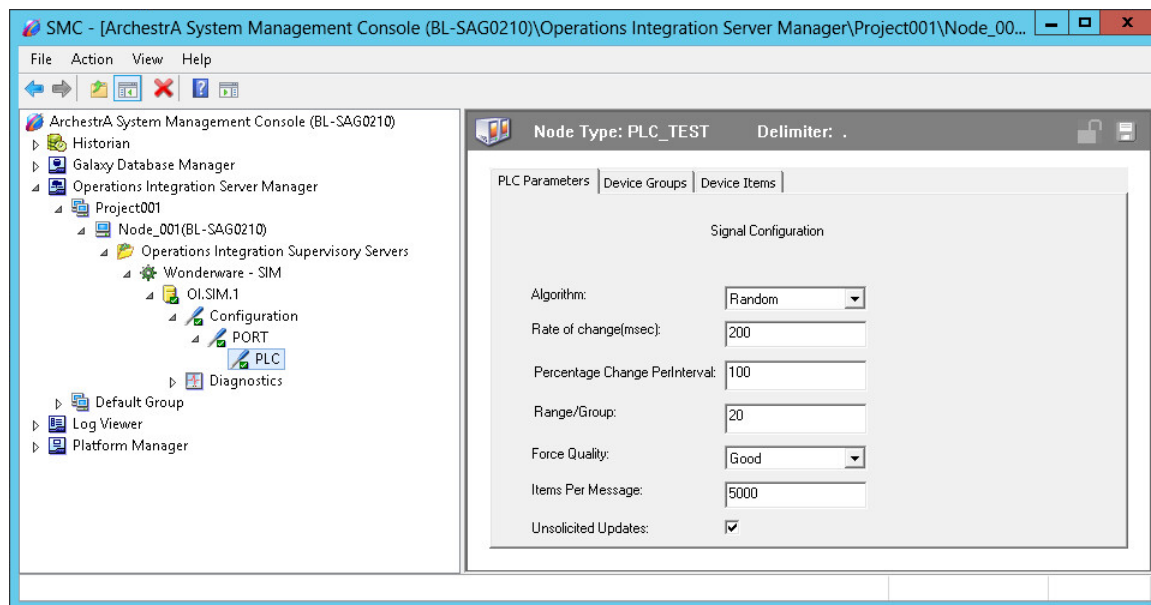 SMC - [ArchestrA System Management Console (BL-SAG0210)\Operations Integration Server Manager\Project001\Node_00...
File Action View Help
ArchestrA System Management Console (BL-SAG0210)
Historian
Galaxy Database Manager
Operations Integration Server Manager
Project001
Node_001(BL-SAG0210)
Operations Integration Supervisory Servers
Wonderware - SIM
OI.SIM.1
Configuration
PORT
PLC
Diagnostics
Default Group
Log Viewer
Platform Manager
Node Type: PLC_TEST Delimiter: .
PLC Parameters Device Groups Device Items
Signal Configuration
Algorithm: Random
Rate of change(msec): 200
Percentage Change PerInterval: 100
Range/Group: 20
Force Quality: Good
Items Per Message: 5000
Unsolicited Updates: